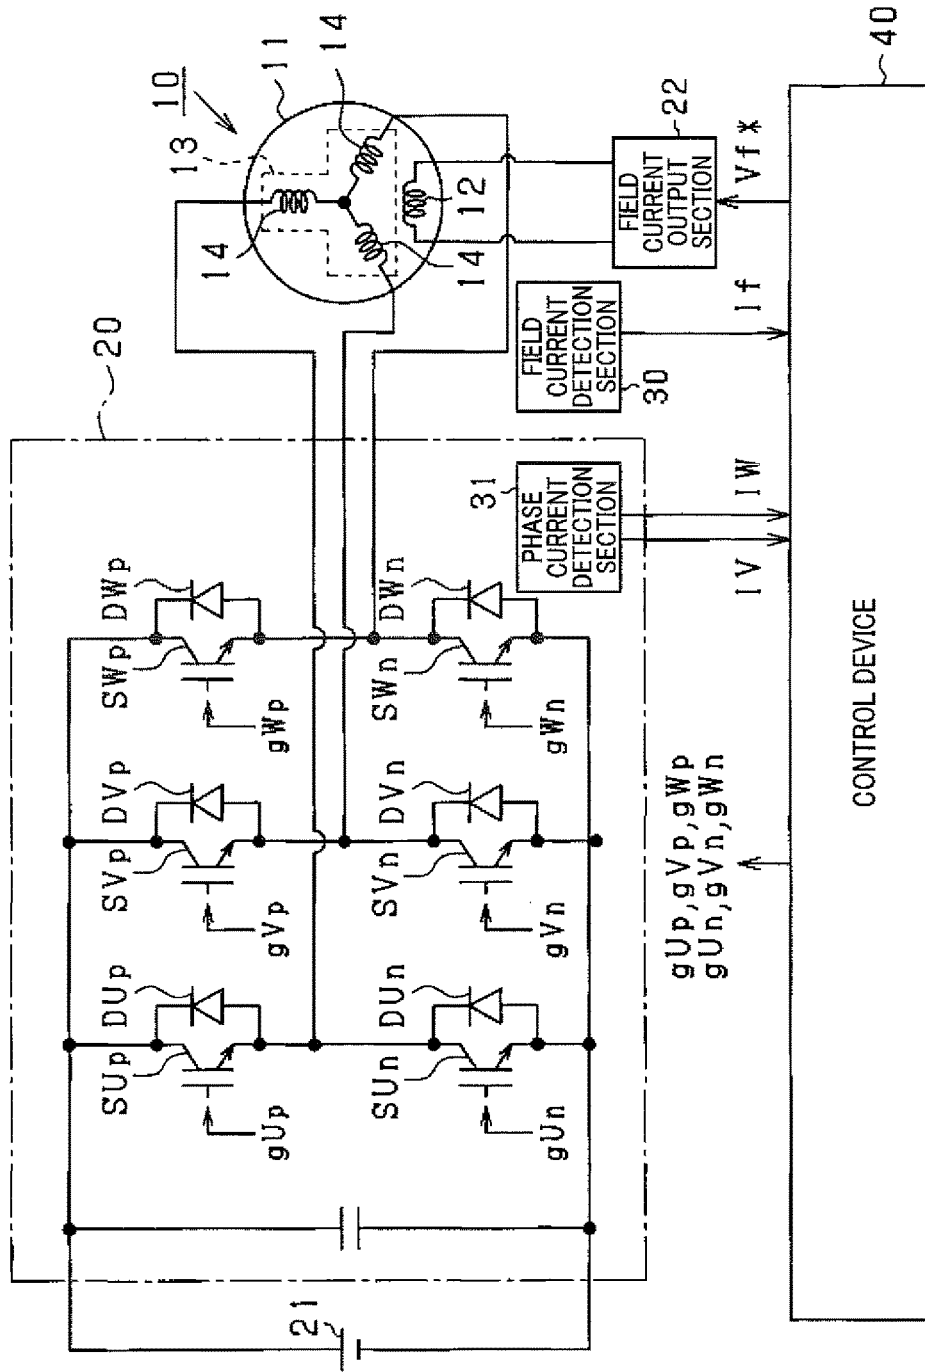 20
10
11
13
14
14
14
12
SUp
DUp
SVp
DVp
SWp
DWp
gUp
gVp
gWp
21
SUn
DUn
SVn
DVn
SWn
DWn
gUn
gVn
gWn
31
PHASE
CURRENT
DETECTION
SECTION
FIELD
CURRENT
DETECTION
SECTION
30
FIELD
CURRENT
OUTPUT
SECTION
22
gUp,gVp,gWp
gUn,gVn,gWn
IV
IW
If
Vf*
CONTROL DEVICE
40